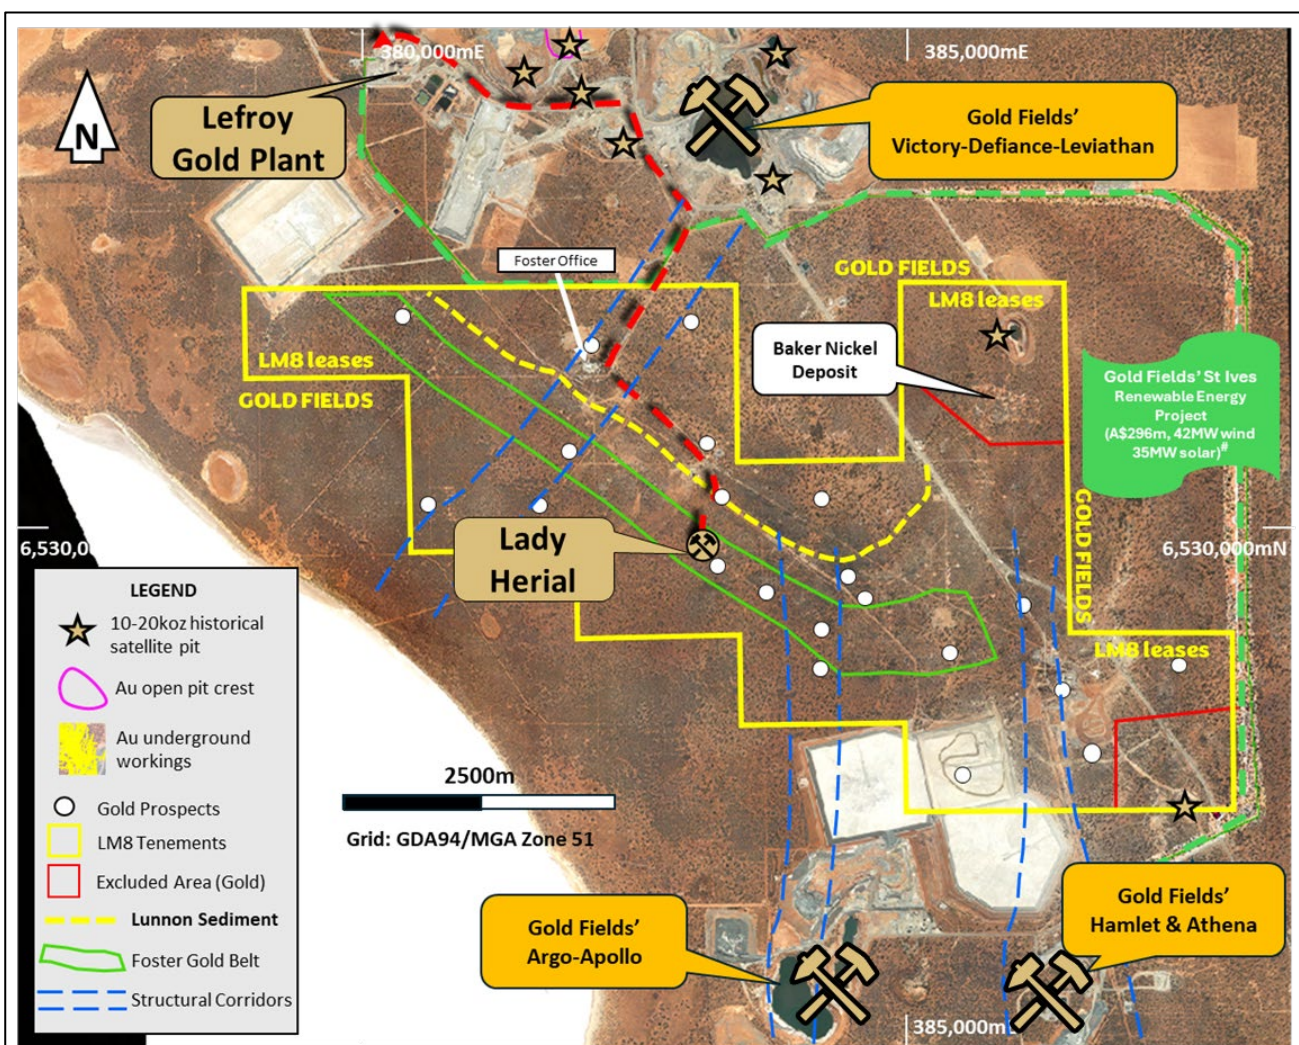 380,000mE
385,000mE
Lefroy
Gold Plant
Gold Fields'
Victory-Defiance-Leviathan
N
Foster Office
GOLD FIELDS
LM8 leases
Baker Nickel
Deposit
LM8 leases
GOLD FIELDS
Gold Fields' St Ives
Renewable Energy
Project
(A$296m, 42MW wind
35MW solar)#
GOLD FIELDS
6,530,00
6,530,000mN
Lady
Herial
LM8 leases
LEGEND
10-20koz historical
satellite pit
Au open pit crest
Au underground
workings
Gold Prospects
LM8 Tenements
Excluded Area (Gold)
Lunnon Sediment
Foster Gold Belt
Structural Corridors
2500m
Grid: GDA94/MGA Zone 51
Gold Fields'
Argo-Apollo
Gold Fields'
Hamlet & Athena
385,000m